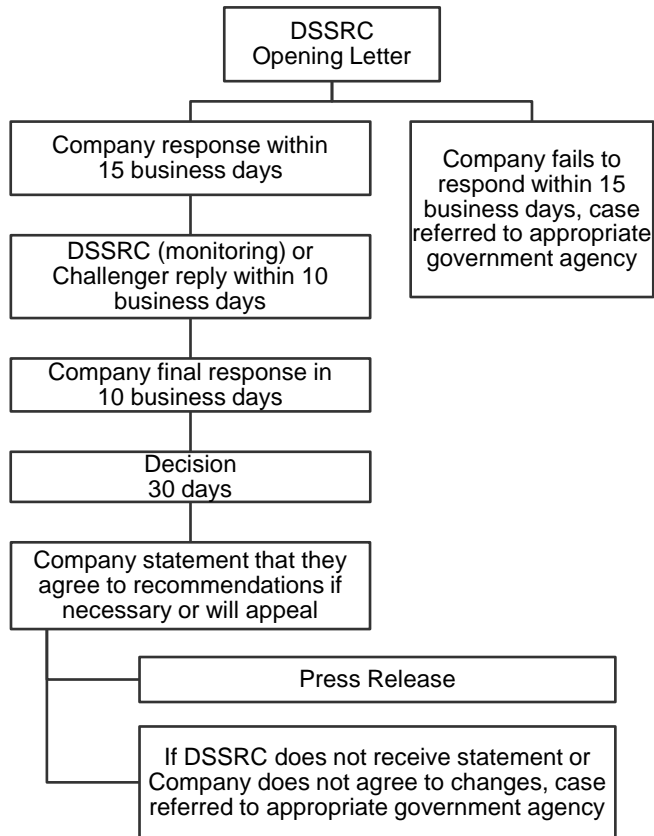 DSSRC
Opening Letter
Company response within
15 business days
Company fails to
respond within 15
business days, case
referred to appropriate
government agency
DSSRC (monitoring) or
Challenger reply within 10
business days
Company final response in
10 business days
Decision
30 days
Company statement that they
agree to recommendations if
necessary or will appeal
Press Release
If DSSRC does not receive statement or
Company does not agree to changes, case
referred to appropriate government agency